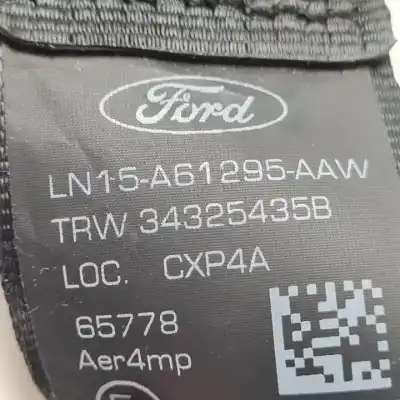 Ford
LN15-A61295-AAW
TRW 34325435B
LOC. CXP4A
65778
Aer4mp